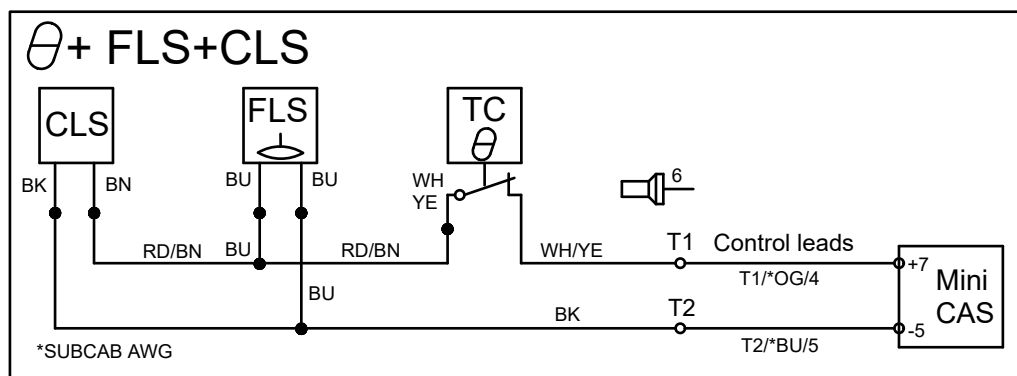 + FLS+CLS
CLS
FLS
TC
BK
BN
BU
BU
WH
YE
6
RD/BN
BU
RD/BN
WH/YE
T1
Control leads
T1/*OG/4
+7
Mini
CAS
BU
BK
T2
-5
T2/*BU/5
*SUBCAB AWG